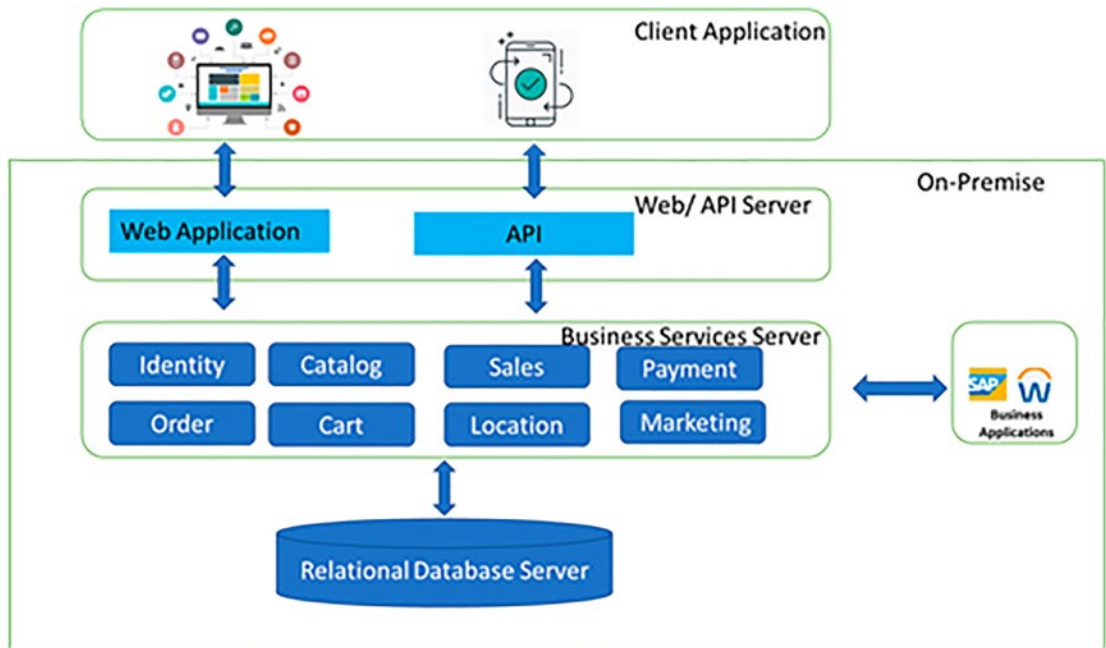 Client Application
On-Premise
Web/ API Server
Web Application
API
Business Services Server
Identity
Catalog
Sales
Payment
Order
Cart
Location
Marketing
SAP
Business
Applications
Relational Database Server